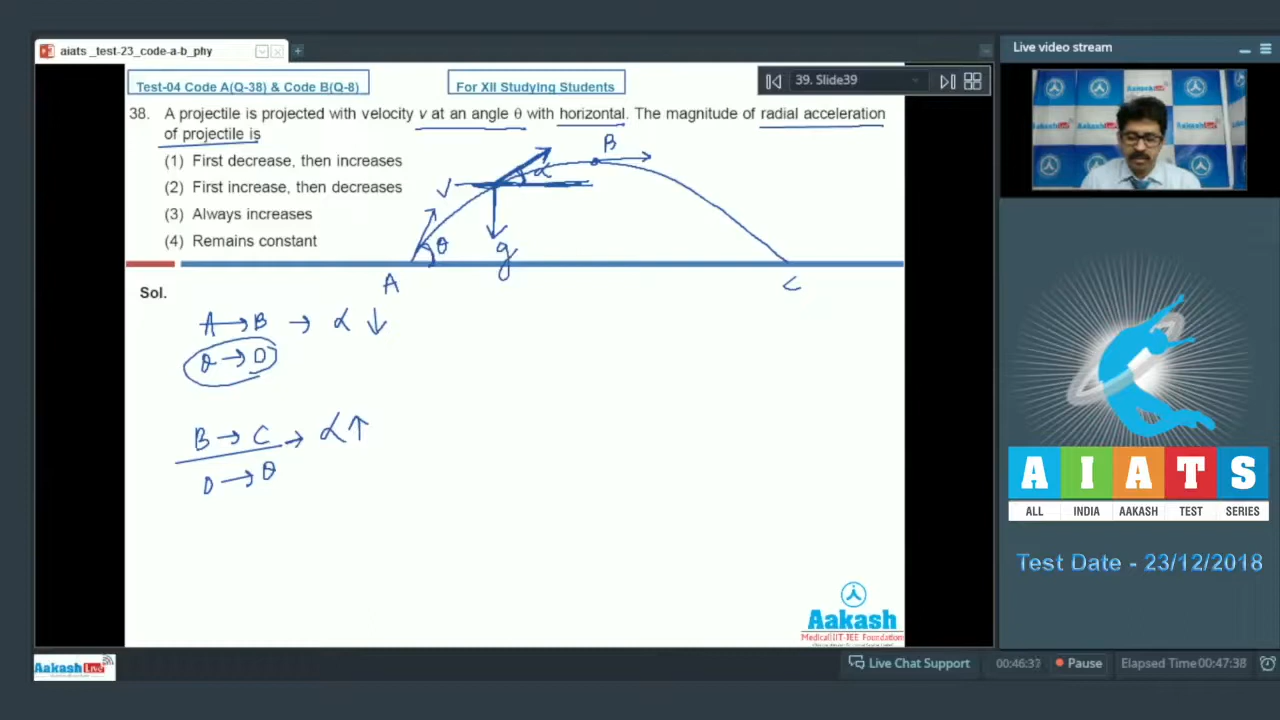 aiats _test-23_code-a-b_phy
Live video stream
39. Slide39
Test-04 Code A(Q-38) & Code B(Q-8)
For XII Studying Students
38. A projectile is projected with velocity v at an angle θ with horizontal. The magnitude of radial acceleration
of projectile is
(1) First decrease, then increases
(2) First increase, then decreases
(3) Always increases
(4) Remains constant
B
α
V
θ
g
A
C
Sol.
A → B → α ↓
θ → 0
B → C → α ↑
0 → θ
A I A T S
ALL INDIA AAKASH TEST SERIES
Test Date - 23/12/2018
Aakash
Medical|IIT-JEE|Foundations
Aakash Live
Live Chat Support
00:46:37
Pause
Elapsed Time 00:47:38